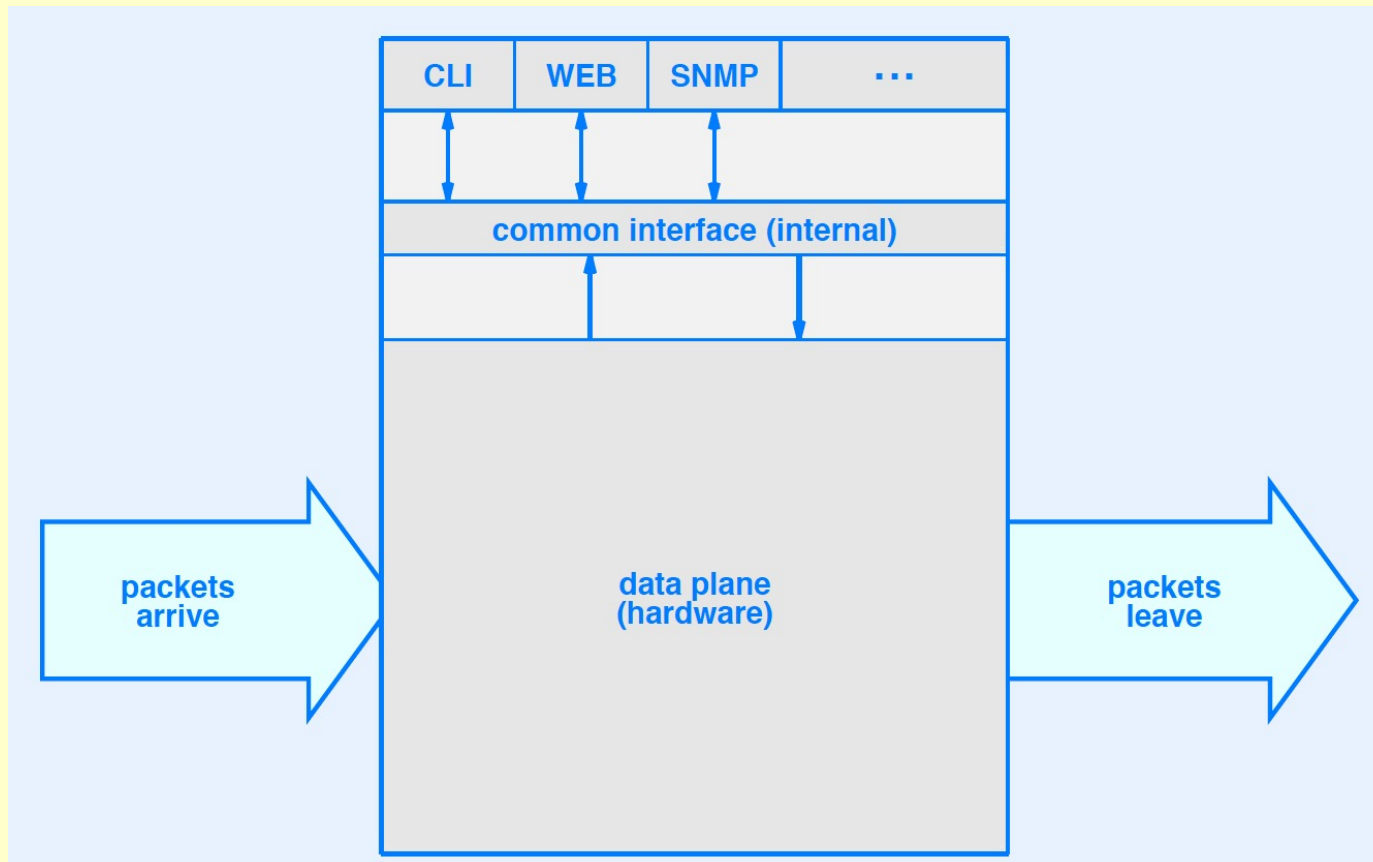 CLI WEB SNMP ...
common interface (internal)
packets
arrive
data plane
(hardware)
packets
leave